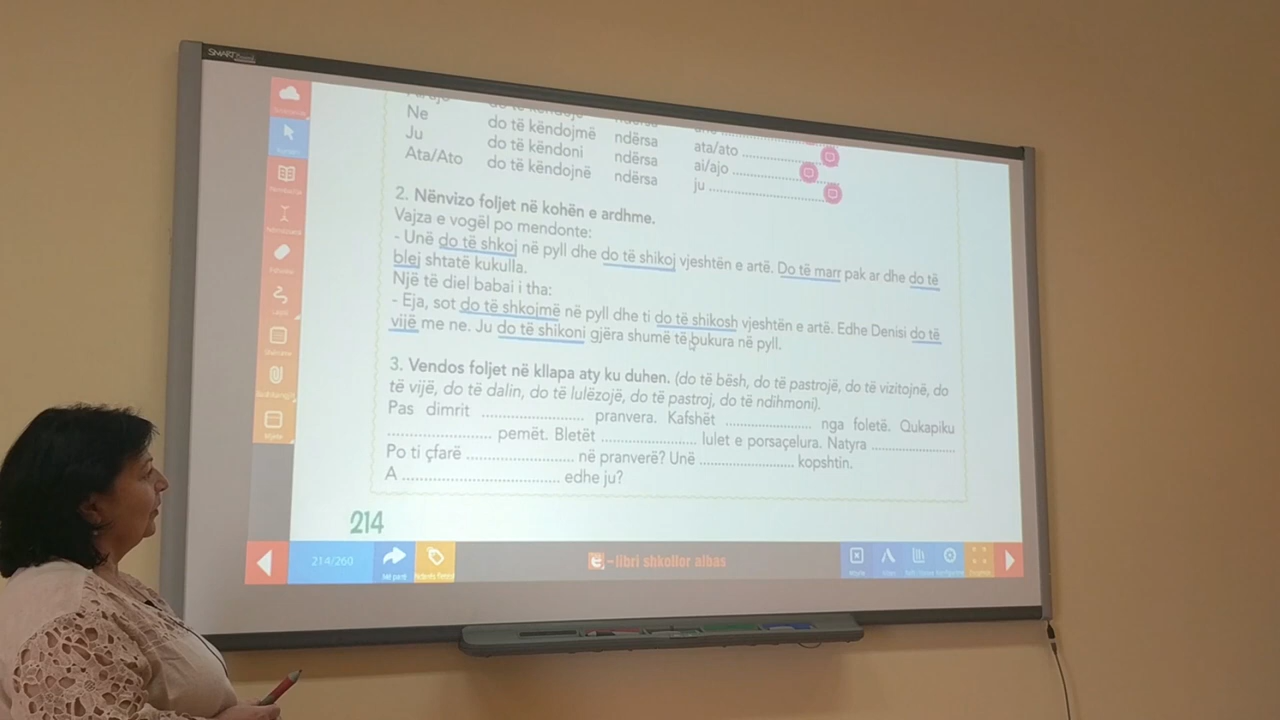 SMART
Ne do të këndojmë ndërsa ata/ato ..................
Ju do të këndoni ndërsa ai/ajo ..................
Ata/Ato do të këndojnë ndërsa ju ..................
2. Nënvizo foljet në kohën e ardhme.
Vajza e vogël po mendonte:
- Unë do të shkoj në pyll dhe do të shikoj vjeshtën e artë. Do të marr pak ar dhe do të
blej shtatë kukulla.
Një të diel babai i tha:
- Eja, sot do të shkojmë në pyll dhe ti do të shikosh vjeshtën e artë. Edhe Denisi do të
vijë me ne. Ju do të shikoni gjëra shumë të bukura në pyll.
3. Vendos foljet në kllapa aty ku duhen. (do të bësh, do të pastrojë, do të vizitojnë, do
të vijë, do të dalin, do të lulëzojë, do të pastroj, do të ndihmoni).
Pas dimrit .................. pranvera. Kafshët .................. nga foletë. Qukapiku
.................. pemët. Bletët .................. lulet e porsaçelura. Natyra ..................
Po ti çfarë .................. në pranverë? Unë .................. kopshtin.
A .................. edhe ju?
214
214/260
e-libri shkollor albas